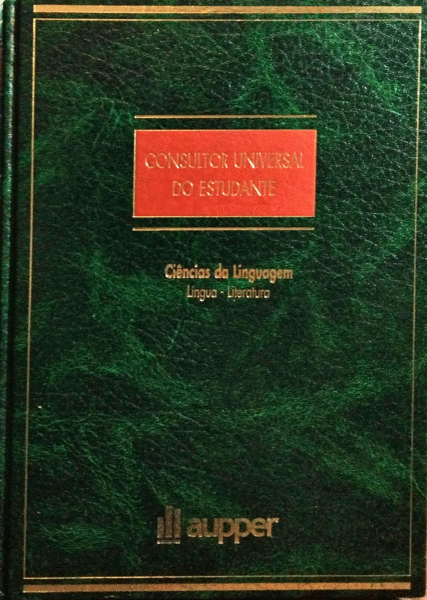 CONSULTOR UNIVERSAL
DO ESTUDANTE
Ciências da Linguagem
Língua - Literatura
aupper